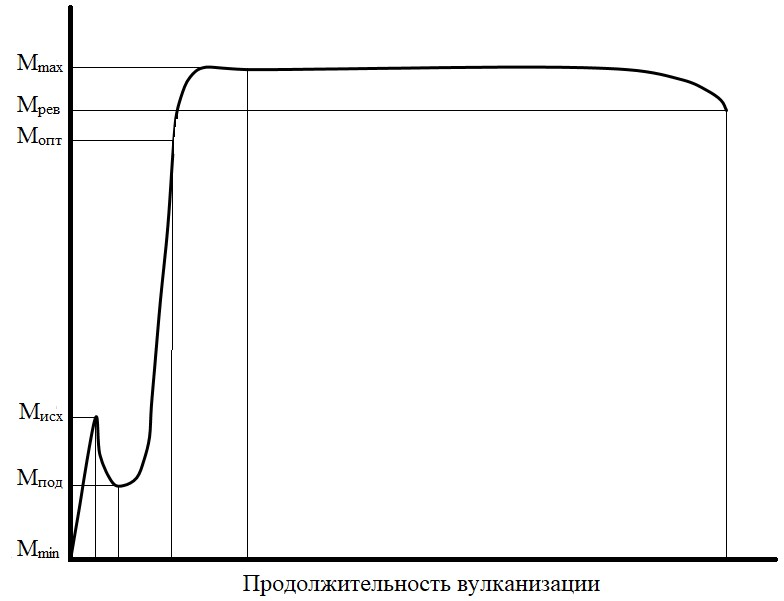 Mmax
Mрев
Mопт
Mисх
Mпод
Mmin
Продолжительность вулканизации